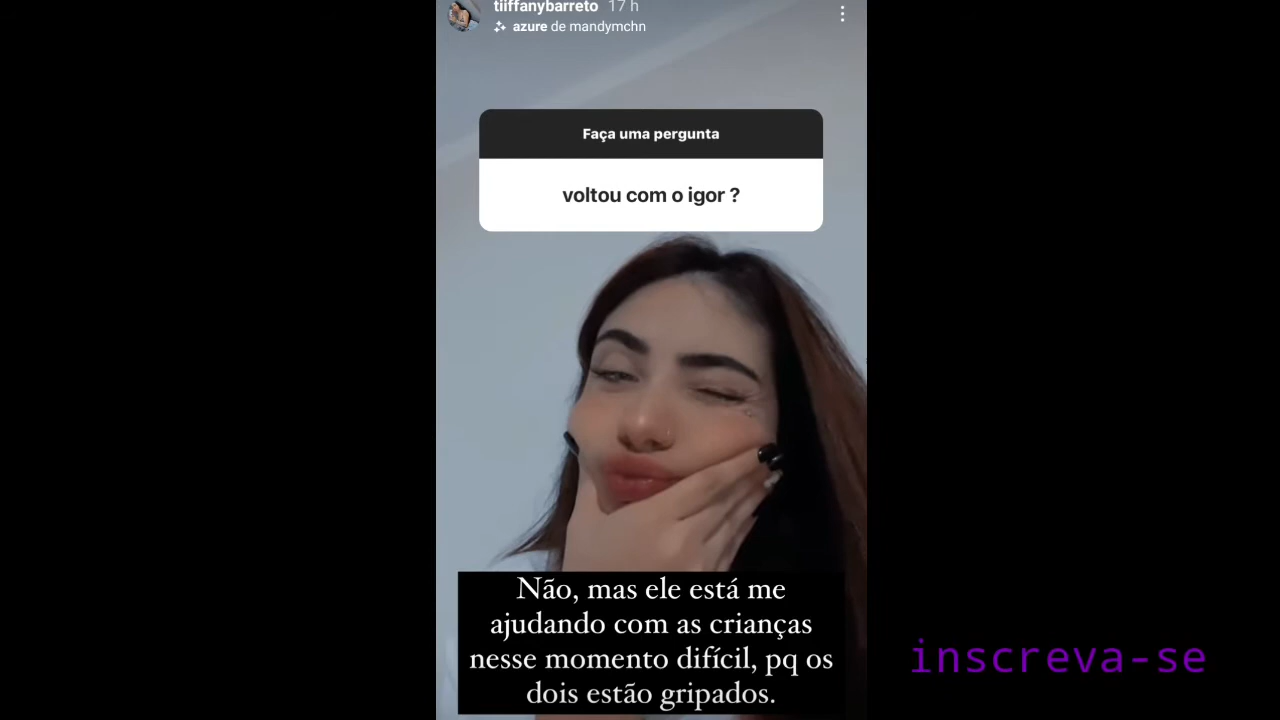 tiiffanybarreto 17 h
azure de mandymchn
Faça uma pergunta
voltou com o igor ?
Não, mas ele está me
ajudando com as crianças
nesse momento difícil, pq os
dois estão gripados.
inscreva-se